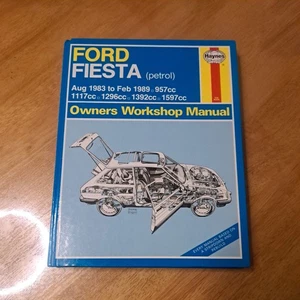 FORD
Haynes
FIESTA (petrol)
Aug 1983 to Feb 1989 . 957cc
1117cc . 1296cc . 1392cc . 1597cc
Owners Workshop Manual